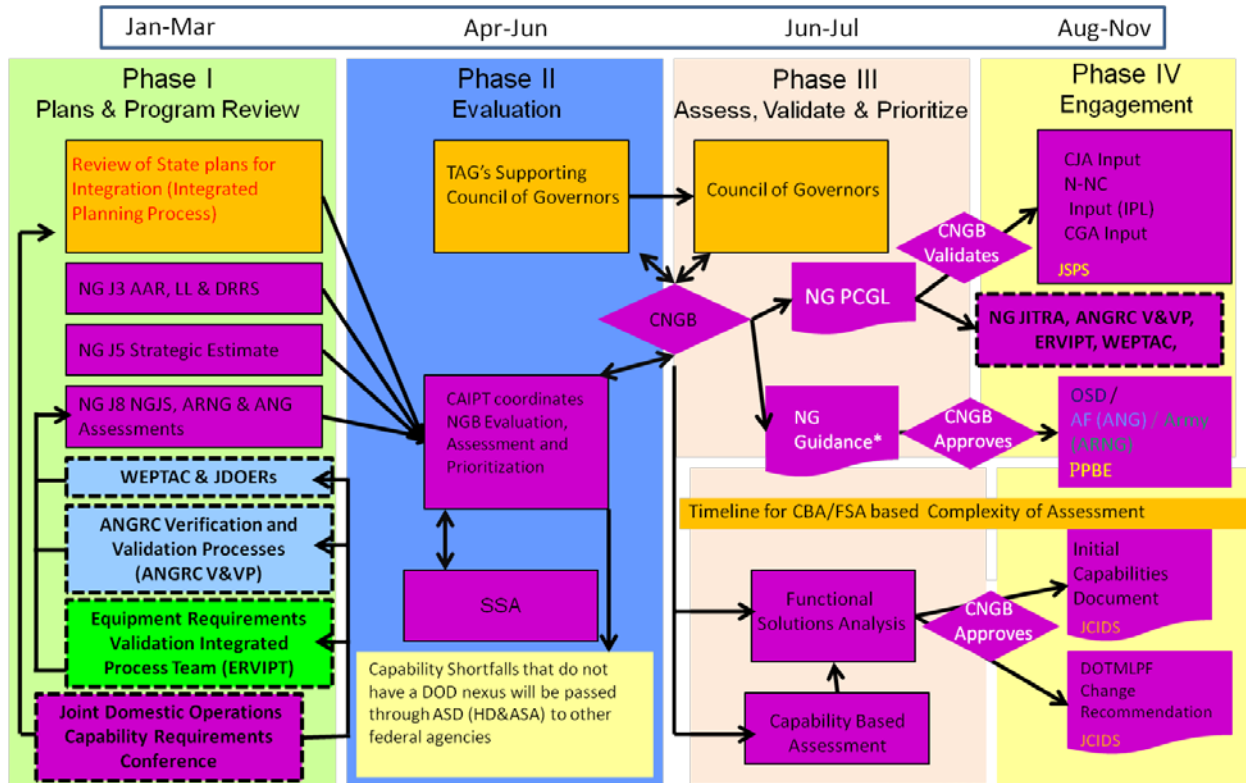 Jan-Mar
Apr-Jun
Jun-Jul
Aug-Nov
Phase I
Plans & Program Review
Review of State plans for
Integration (Integrated
Planning Process)
NG J3 AAR, LL & DRRS
NG J5 Strategic Estimate
NG J8 NGJS, ARNG & ANG
Assessments
WEPTAC & JDOERs
ANGRC Verification and
Validation Processes
(ANGRC V&VP)
Equipment Requirements
Validation Integrated
Process Team (ERVIPT)
Joint Domestic Operations
Capability Requirements
Conference
Phase II
Evaluation
TAG's Supporting
Council of Governors
CAIPT coordinates
NGB Evaluation,
Assessment and
Prioritization
SSA
Capability Shortfalls that do not
have a DOD nexus will be passed
through ASD (HD&ASA) to other
federal agencies
Phase III
Assess, Validate & Prioritize
Council of Governors
CNGB
NG PCGL
NG
Guidance*
CNGB
Validates
CNGB
Approves
Phase IV
Engagement
CJA Input
N-NC
Input (IPL)
CGA Input
JSPS
NG JITRA, ANGRC V&VP,
ERVIPT, WEPTAC,
OSD /
AF (ANG) / Army
(ARNG)
PPBE
Timeline for CBA/FSA based Complexity of Assessment
Functional
Solutions Analysis
Capability Based
Assessment
CNGB
Approves
Initial
Capabilities
Document
JCIDS
DOTMLPF
Change
Recommendation
JCIDS